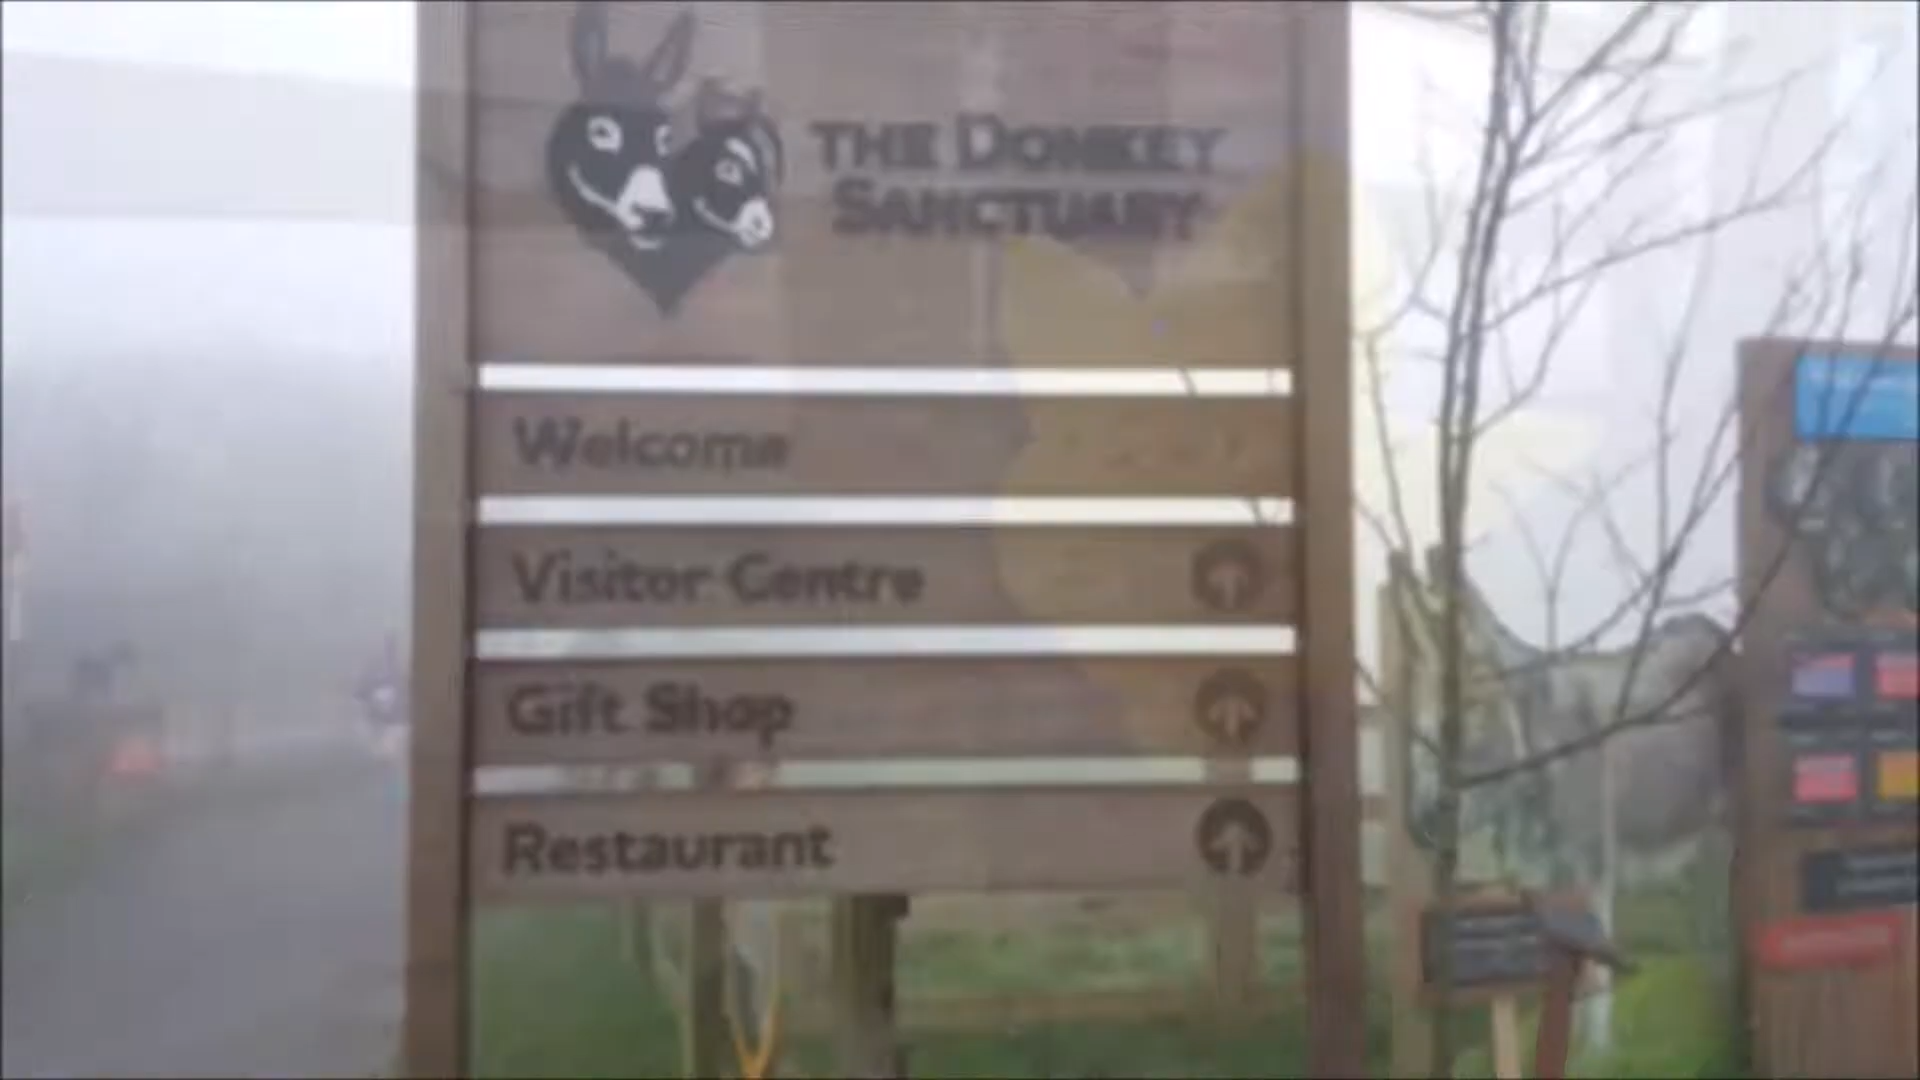 THE DONKEY
SANCTUARY
Welcome
Visitor Centre
Gift Shop
Restaurant